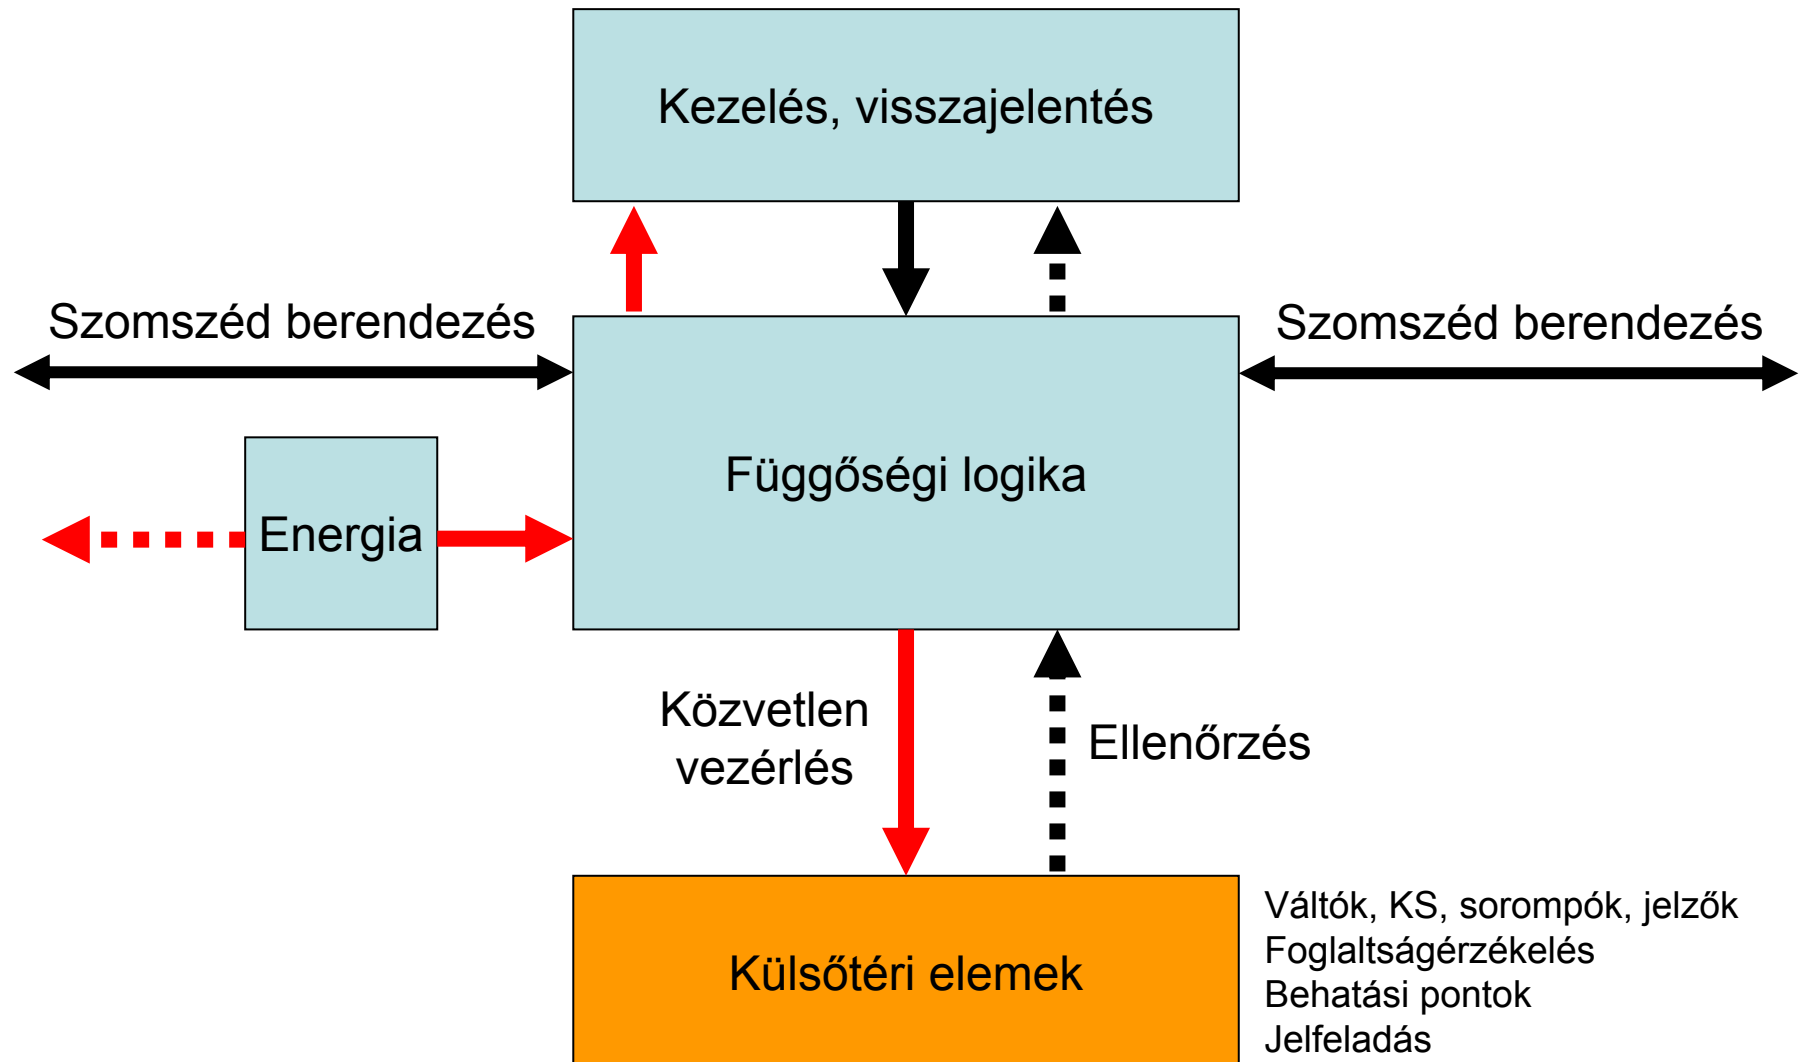 Kezelés, visszajelentés
Szomszéd berendezés
Szomszéd berendezés
Függőségi logika
Energia
Közvetlen
vezérlés
Ellenőrzés
Külsőtéri elemek
Váltók, KS, sorompók, jelzők
Foglaltságérzékelés
Behatási pontok
Jelfeladás